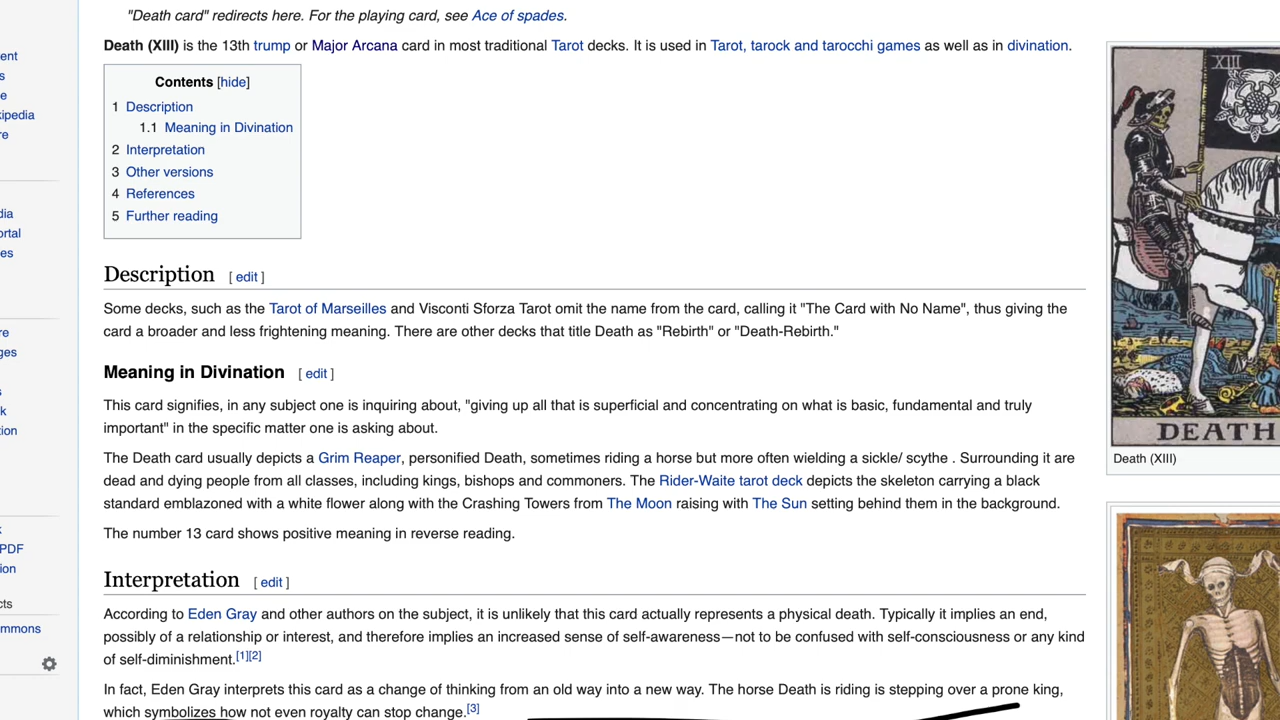 "Death card" redirects here. For the playing card, see Ace of spades.
Death (XIII) is the 13th trump or Major Arcana card in most traditional Tarot decks. It is used in Tarot, tarock and tarocchi games as well as in divination.
Contents [hide]
1 Description
1.1 Meaning in Divination
2 Interpretation
3 Other versions
4 References
5 Further reading
Description [ edit ]
Some decks, such as the Tarot of Marseilles and Visconti Sforza Tarot omit the name from the card, calling it "The Card with No Name", thus giving the
card a broader and less frightening meaning. There are other decks that title Death as "Rebirth" or "Death-Rebirth."
Meaning in Divination [ edit ]
This card signifies, in any subject one is inquiring about, "giving up all that is superficial and concentrating on what is basic, fundamental and truly
important" in the specific matter one is asking about.
The Death card usually depicts a Grim Reaper, personified Death, sometimes riding a horse but more often wielding a sickle/ scythe . Surrounding it are
dead and dying people from all classes, including kings, bishops and commoners. The Rider-Waite tarot deck depicts the skeleton carrying a black
standard emblazoned with a white flower along with the Crashing Towers from The Moon raising with The Sun setting behind them in the background.
The number 13 card shows positive meaning in reverse reading.
Interpretation [ edit ]
According to Eden Gray and other authors on the subject, it is unlikely that this card actually represents a physical death. Typically it implies an end,
possibly of a relationship or interest, and therefore implies an increased sense of self-awareness—not to be confused with self-consciousness or any kind
of self-diminishment.[1][2]
In fact, Eden Gray interprets this card as a change of thinking from an old way into a new way. The horse Death is riding is stepping over a prone king,
which symbolizes how not even royalty can stop change.[3]
XIII
DEATH
Death (XIII)
ent
s
e
kipedia
re
dia
ortal
es
re
ges
s
k
tion
k
PDF
ion
cts
mmons